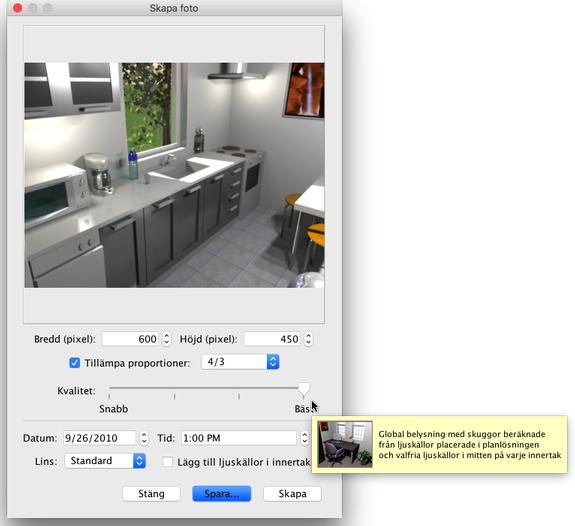 Skapa foto
Bredd (pixel): 600 Höjd (pixel): 450
Tillämpa proportioner: 4/3
Kvalitet:
Snabb
Global belysning med skuggor beräknade
från ljuskällor placerade i planlösningen
och valfria ljuskällor i mitten på varje innertak
Datum: 9/26/2010 Tid: 1:00 PM
Lins: Standard Lägg till ljuskällor i innertak
Stäng Spara... Skapa